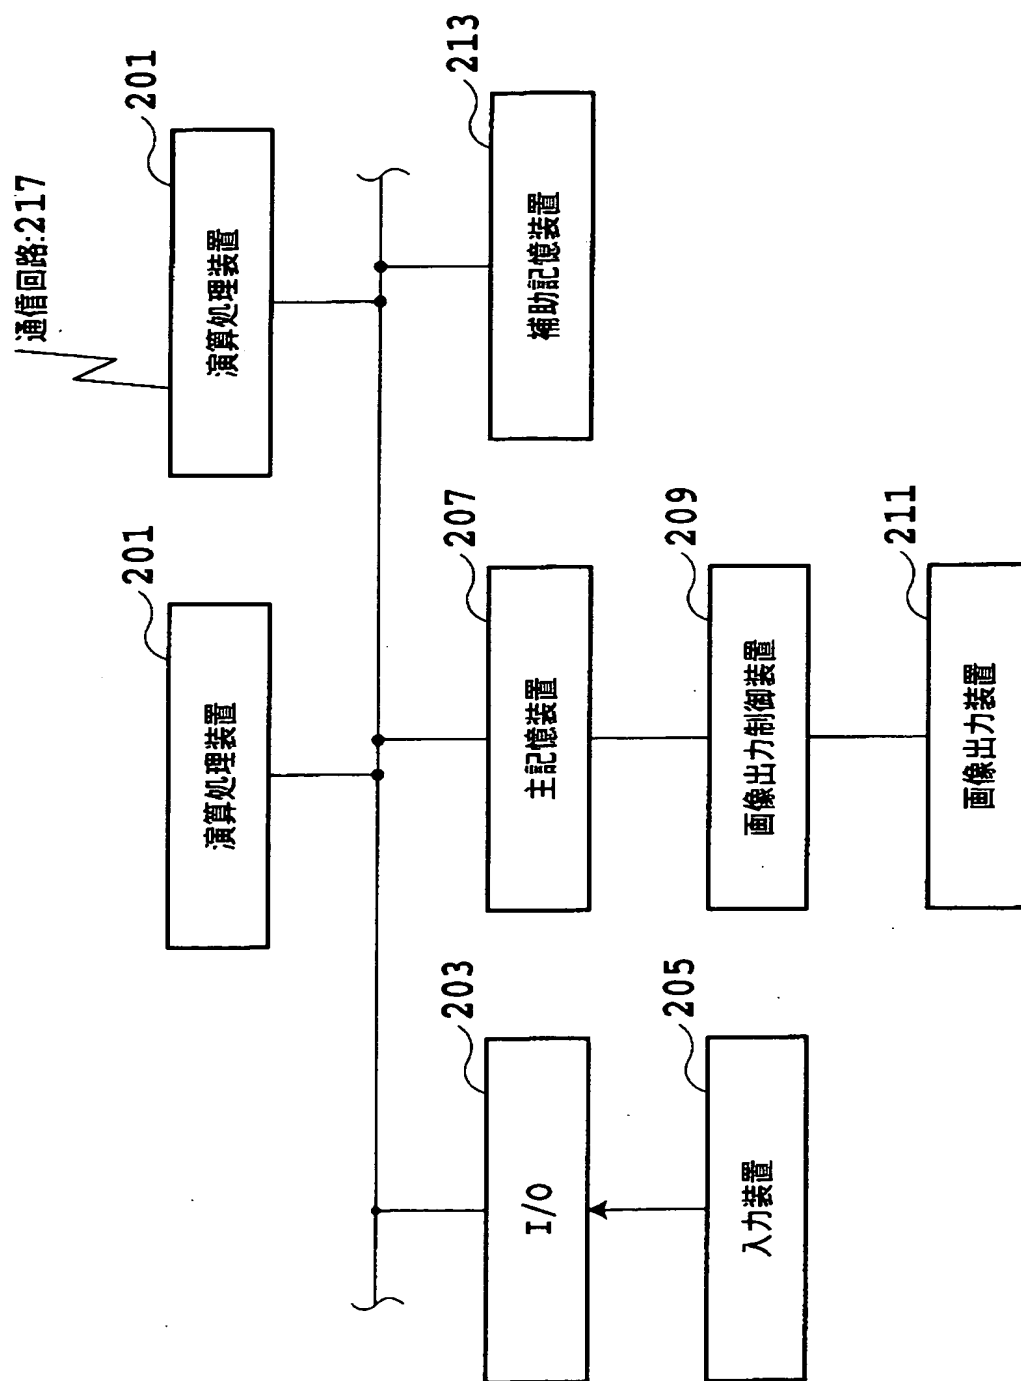 通信回路:217
201
演算処理装置
201
演算処理装置
203
I/O
207
主記憶装置
213
補助記憶装置
205
入力装置
209
画像出力制御装置
211
画像出力装置